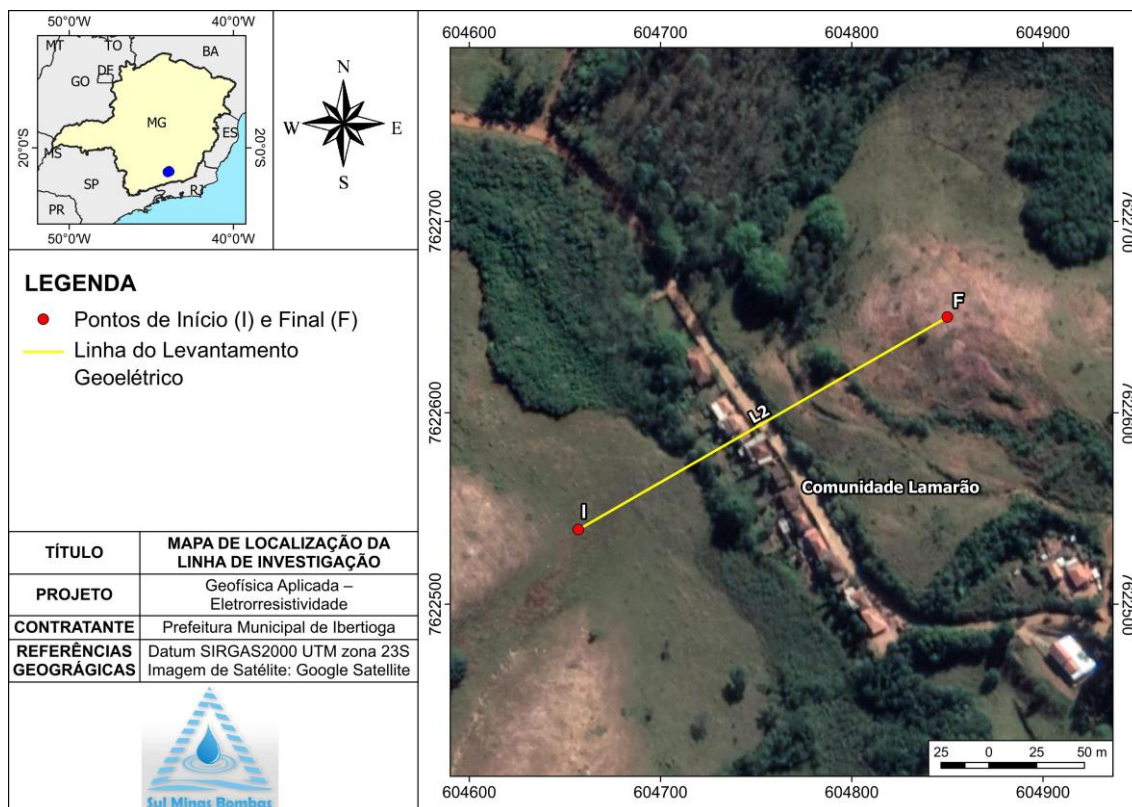 50°0'W
40°0'W
MT
TO
BA
GO
DF
MG
ES
20°0'S
20°0'S
MS
SP
RJ
PR
50°0'W
40°0'W
N
W
E
S
LEGENDA
Pontos de Início (I) e Final (F)
Linha do Levantamento
Geoelétrico
TÍTULO
MAPA DE LOCALIZAÇÃO DA
LINHA DE INVESTIGAÇÃO
PROJETO
Geofísica Aplicada –
Eletrorresistividade
CONTRATANTE
Prefeitura Municipal de Ibertioga
REFERÊNCIAS
GEOGRÁGICAS
Datum SIRGAS2000 UTM zona 23S
Imagem de Satélite: Google Satellite
Sul Minas Bombas
604600
604700
604800
604900
7622700
7622700
F
7622600
7622600
L2
Comunidade Lamarão
I
7622500
7622500
25 0 25 50 m
604600
604700
604800
604900